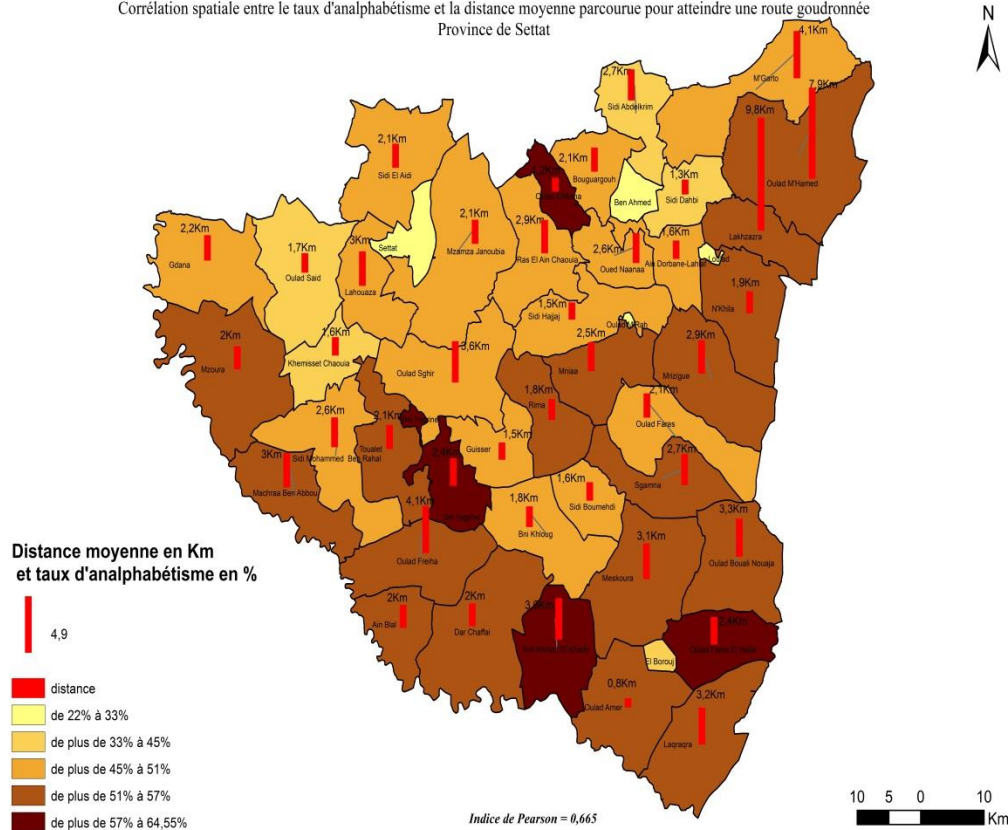 Corrélation spatiale entre le taux d'analphabétisme et la distance moyenne parcourue pour atteindre une route goudronnée
Province de Settat
N
4,1Km
M'Garto
2,7Km
Sidi Abdelkrim
7,9Km
9,8Km
2,1Km
Sidi El Aidi
2,1Km
Bouguargouh
Ben Ahmed
1,3Km
Sidi Dahbi
Oulad M'Hamed
2,2Km
Gdana
1,7Km
Oulad Said
3Km
Lahouaza
Settat
2,1Km
Mzamza Janoubia
2,9Km
Ras El Ain Chaouia
2,6Km
Oued Naanaa
1,6Km
Ain Dorbane-Lahlaf
Loulad
Lakhzazra
1,9Km
N'Khila
1,5Km
Sidi Hajjaj
2Km
Mzoura
1,6Km
Khemisset Chaouia
3,6Km
Oulad Sghir
2,5Km
Mniaa
2,9Km
Mrizigue
1,8Km
Rima
2,1Km
Oulad Fares
2,6Km
Sidi Mohammed Ben Rahal
2,1Km
Toualet
1,5Km
Guisser
2,7Km
Sgamna
3Km
Machraa Ben Abbou
2,4Km
1,6Km
Sidi Boumehdi
1,8Km
Bni Khloug
4,1Km
Oulad Freiha
3,1Km
Meskoura
3,3Km
Oulad Bouali Nouaja
2Km
Ain Blal
2Km
Dar Chaffai
2,4Km
El Borouj
0,8Km
Oulad Amer
3,2Km
Laqraqra
Distance moyenne en Km
et taux d'analphabétisme en %
4,9
distance
de 22% à 33%
de plus de 33% à 45%
de plus de 45% à 51%
de plus de 51% à 57%
de plus de 57% à 64,55%
Indice de Pearson = 0,665
10 5 0 10
Km